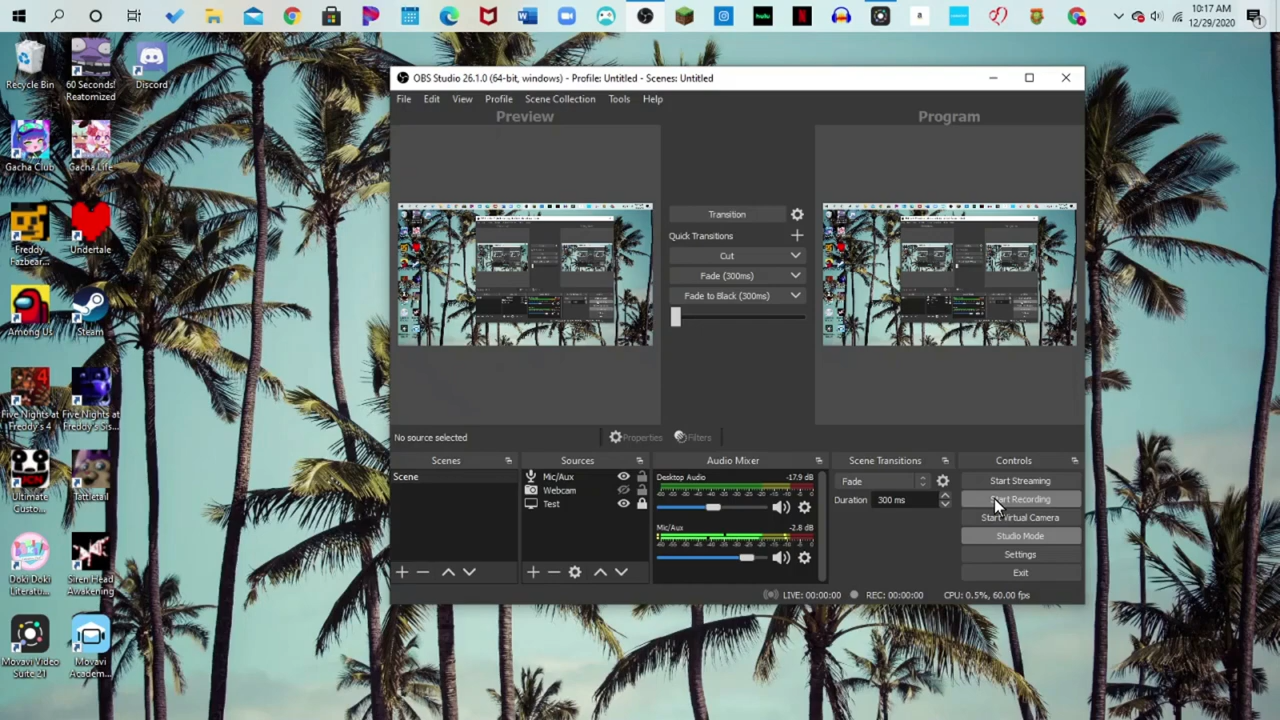 10:17 AM
12/29/2020
Recycle Bin
60 Seconds!
Reatomized
Discord
Gacha Club
Gacha Life
Freddy
Fazbear...
Undertale
Among Us
Steam
Five Nights at
Freddy's 4
Five Nights at
Freddy's Sis...
Ultimate
Custo...
Tattletail
Doki Doki
Literatu...
Siren Head
Awakening
Movavi Video
Suite 21
Movavi
Academ...
OBS Studio 26.1.0 (64-bit, windows) - Profile: Untitled - Scenes: Untitled
File Edit View Profile Scene Collection Tools Help
Preview
Program
Transition
Quick Transitions
Cut
Fade (300ms)
Fade to Black (300ms)
No source selected
Properties
Filters
Scenes
Sources
Audio Mixer
Scene Transitions
Controls
Scene
Mic/Aux
Webcam
Test
Desktop Audio -17.9 dB
Mic/Aux -2.8 dB
Fade
Duration 300 ms
Start Streaming
Start Recording
Start Virtual Camera
Studio Mode
Settings
Exit
LIVE: 00:00:00 REC: 00:00:00 CPU: 0.5%, 60.00 fps